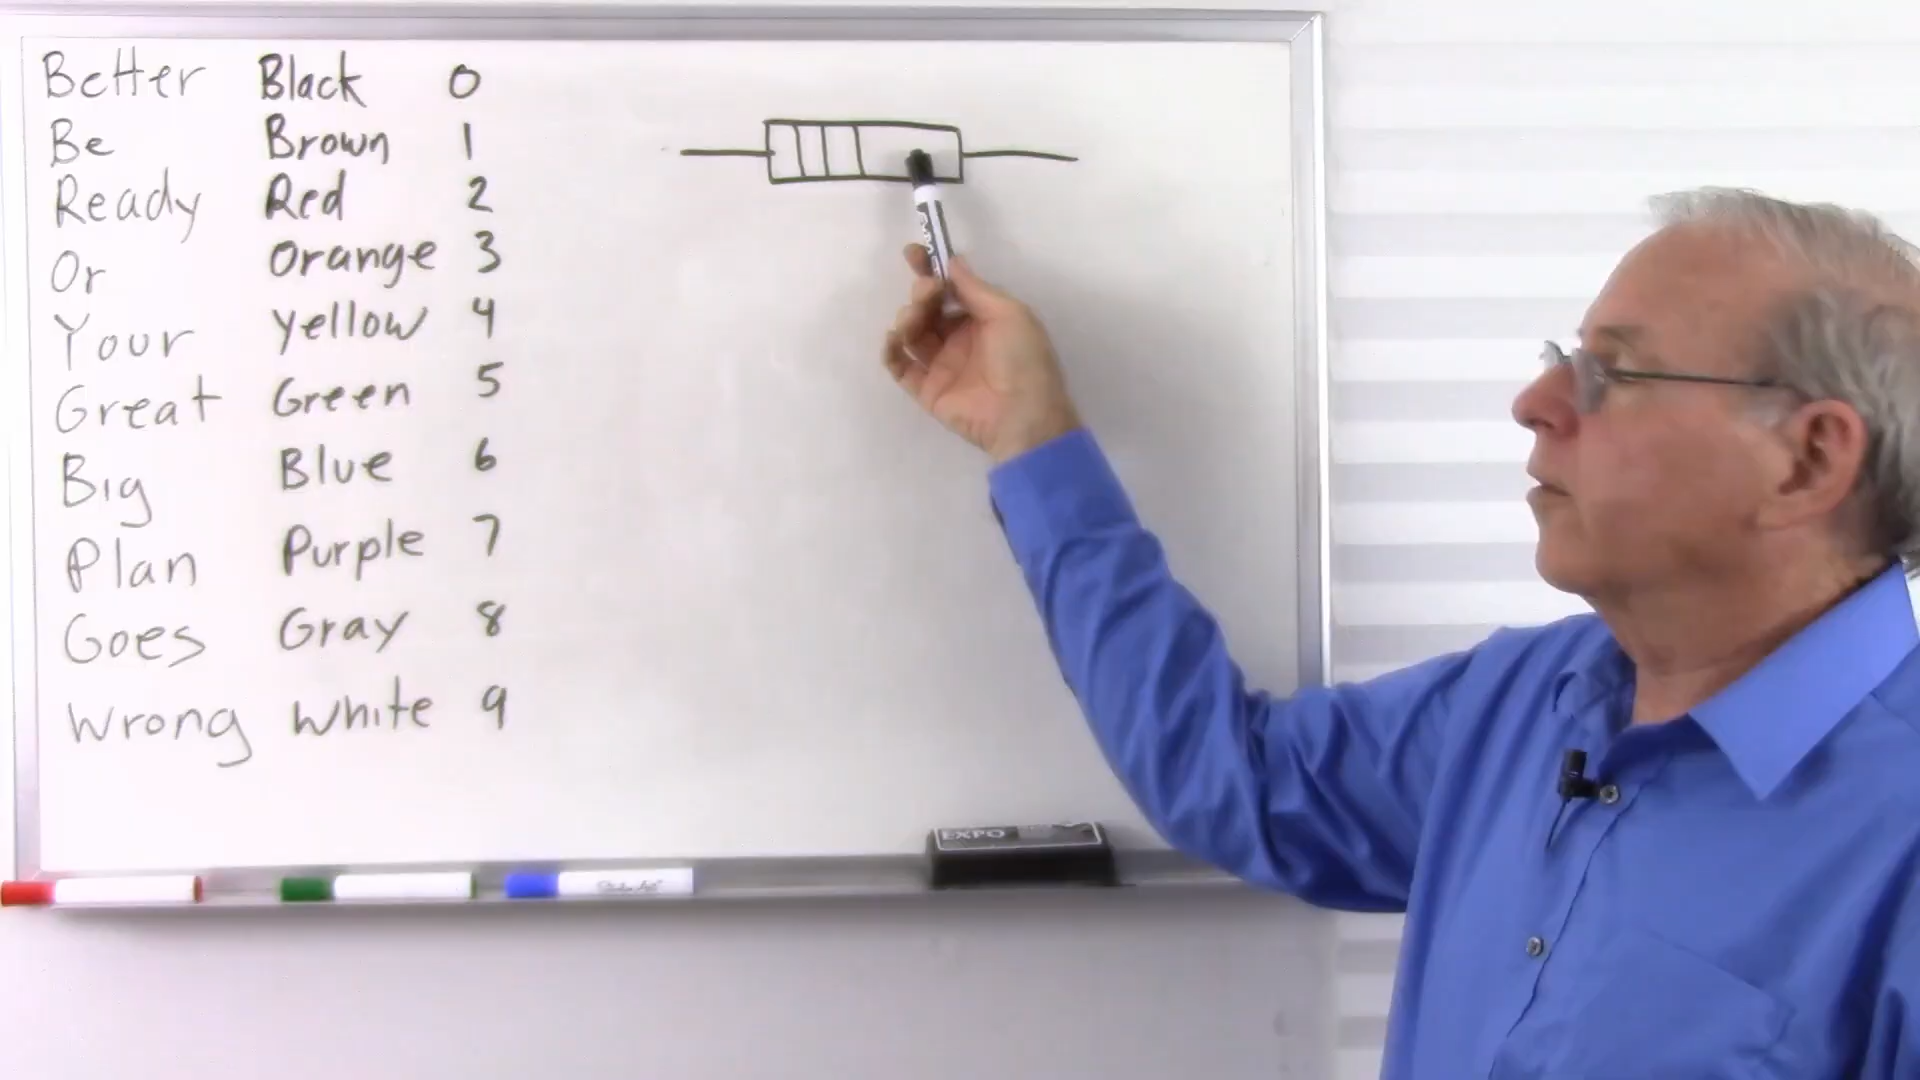 Better Black 0
Be Brown 1
Ready Red 2
Or Orange 3
Your Yellow 4
Great Green 5
Big Blue 6
Plan Purple 7
Goes Gray 8
Wrong White 9
EXPO